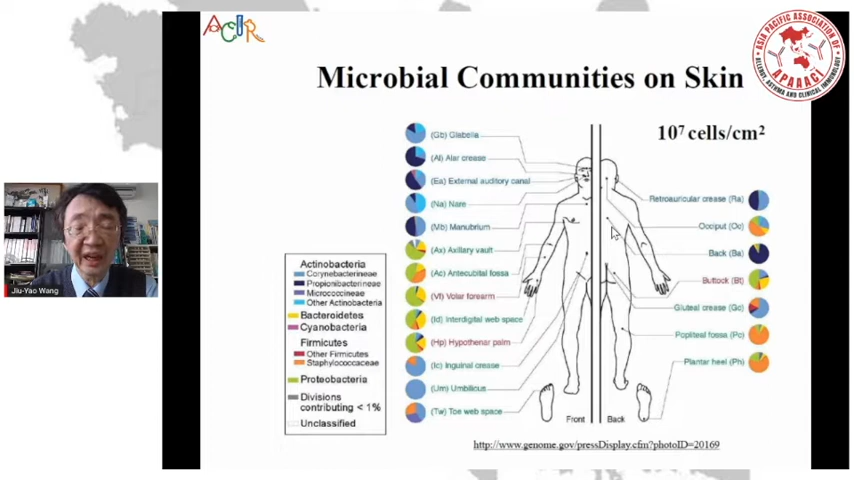 ACIR
ASIA PACIFIC ASSOCIATION OF
ALLERGY, ASTHMA AND CLINICAL IMMUNOLOGY
APAAACI
Microbial Communities on Skin
10⁷ cells/cm²
(Gb) Glabella
(Al) Alar crease
(Ea) External auditory canal
(Na) Nare
(Mb) Manubrium
(Ax) Axillary vault
(Ac) Antecubital fossa
(Vf) Volar forearm
(Id) Interdigital web space
(Hp) Hypothenar palm
(Ic) Inguinal crease
(Um) Umbilicus
(Tw) Toe web space
Retroauricular crease (Ra)
Occiput (Oc)
Back (Ba)
Buttock (Bt)
Gluteal crease (Gc)
Popliteal fossa (Pc)
Plantar heel (Ph)
Front
Back
Actinobacteria
Corynebacterineae
Propionibacterineae
Micrococcineae
Other Actinobacteria
Bacteroidetes
Cyanobacteria
Firmicutes
Other Firmicutes
Staphylococcaceae
Proteobacteria
Divisions
contributing < 1%
Unclassified
http://www.genome.gov/pressDisplay.cfm?photoID=20169
Jiu-Yao Wang